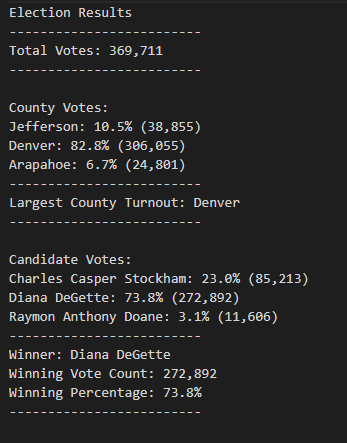 Election Results
-------------------------
Total Votes: 369,711
-------------------------
County Votes:
Jefferson: 10.5% (38,855)
Denver: 82.8% (306,055)
Arapahoe: 6.7% (24,801)
-------------------------
Largest County Turnout: Denver
-------------------------
Candidate Votes:
Charles Casper Stockham: 23.0% (85,213)
Diana DeGette: 73.8% (272,892)
Raymon Anthony Doane: 3.1% (11,606)
-------------------------
Winner: Diana DeGette
Winning Vote Count: 272,892
Winning Percentage: 73.8%
-------------------------